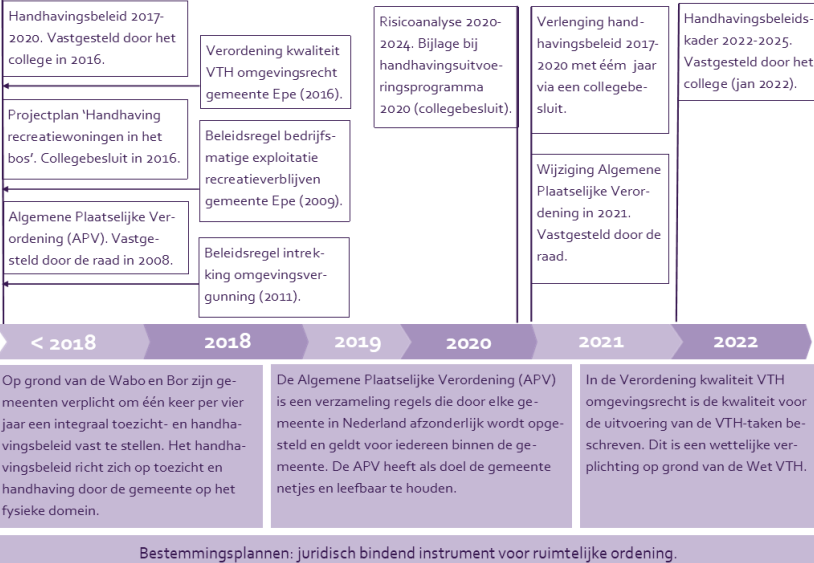 Handhavingsbeleid 2017-
2020. Vastgesteld door het
college in 2016.
Projectplan ‘Handhaving
recreatiewoningen in het
bos’. Collegebesluit in 2016.
Algemene Plaatselijke Ver-
ordening (APV). Vastge-
steld door de raad in 2008.
Verordening kwaliteit
VTH omgevingsrecht
gemeente Epe (2016).
Beleidsregel bedrijfs-
matige exploitatie
recreatieverblijven
gemeente Epe (2009).
Beleidsregel intrek-
king omgevingsver-
gunning (2011).
Risicoanalyse 2020-
2024. Bijlage bij
handhavingsuitvoe-
ringsprogramma
2020 (collegebesluit).
Verlenging hand-
havingsbeleid 2017-
2020 met éém jaar
via een collegebe-
sluit.
Wijziging Algemene
Plaatselijke Veror-
dening in 2021.
Vastgesteld door de
raad.
Handhavingsbeleids-
kader 2022-2025.
Vastgesteld door het
college (jan 2022).
< 2018
2018
2019
2020
2021
2022
Op grond van de Wabo en Bor zijn ge-
meenten verplicht om één keer per vier
jaar een integraal toezicht- en handha-
vingsbeleid vast te stellen. Het handha-
vingsbeleid richt zich op toezicht en
handhaving door de gemeente op het
fysieke domein.
De Algemene Plaatselijke Verordening (APV)
is een verzameling regels die door elke ge-
meente in Nederland afzonderlijk wordt opge-
steld en geldt voor iedereen binnen de ge-
meente. De APV heeft als doel de gemeente
netjes en leefbaar te houden.
In de Verordening kwaliteit VTH
omgevingsrecht is de kwaliteit voor
de uitvoering van de VTH-taken be-
schreven. Dit is een wettelijke ver-
plichting op grond van de Wet VTH.
Bestemmingsplannen: juridisch bindend instrument voor ruimtelijke ordening.